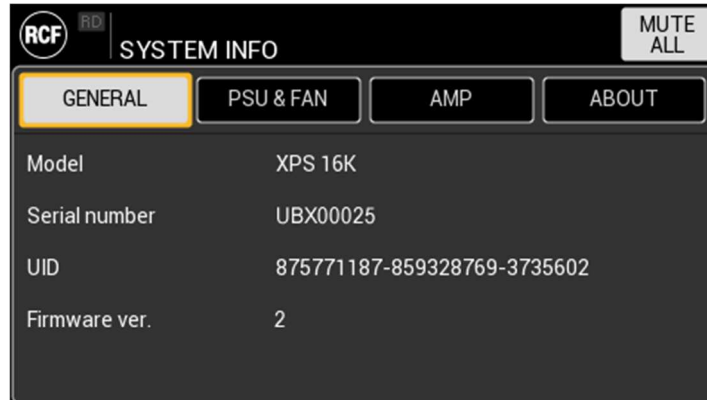 RCF
RD
SYSTEM INFO
MUTE
ALL
GENERAL
PSU & FAN
AMP
ABOUT
Model XPS 16K
Serial number UBX00025
UID 875771187-859328769-3735602
Firmware ver. 2